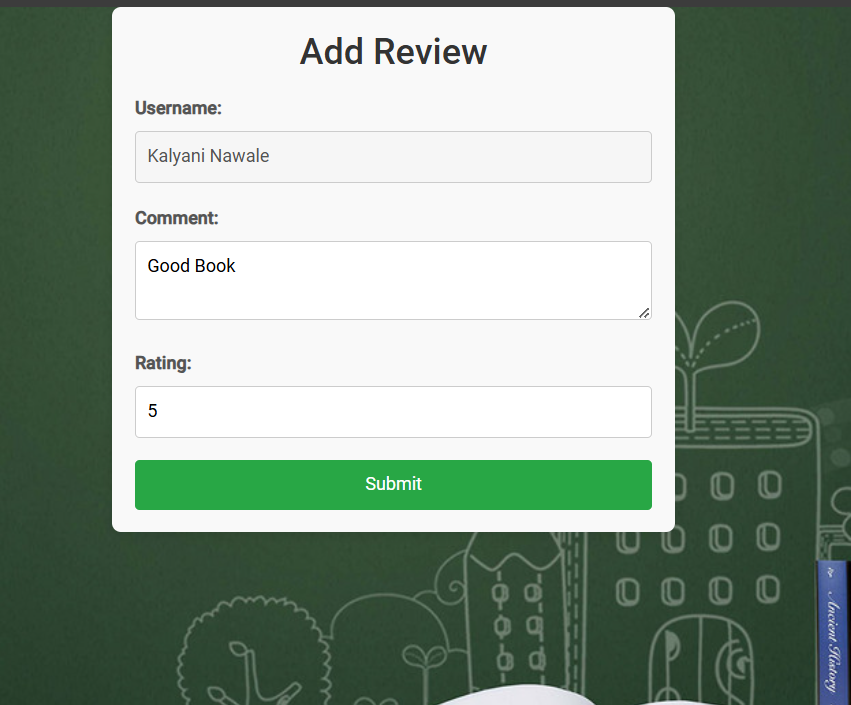 Add Review
Username:
Kalyani Nawale
Comment:
Good Book
Rating:
5
Submit
Ancient History